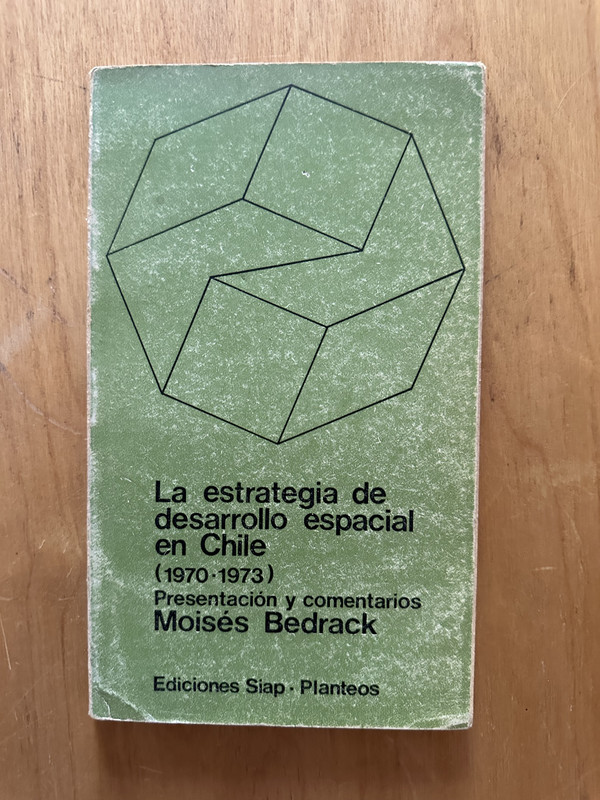 La estrategia de
desarrollo espacial
en Chile
(1970·1973)
Presentación y comentarios
Moisés Bedrack
Ediciones Siap · Planteos